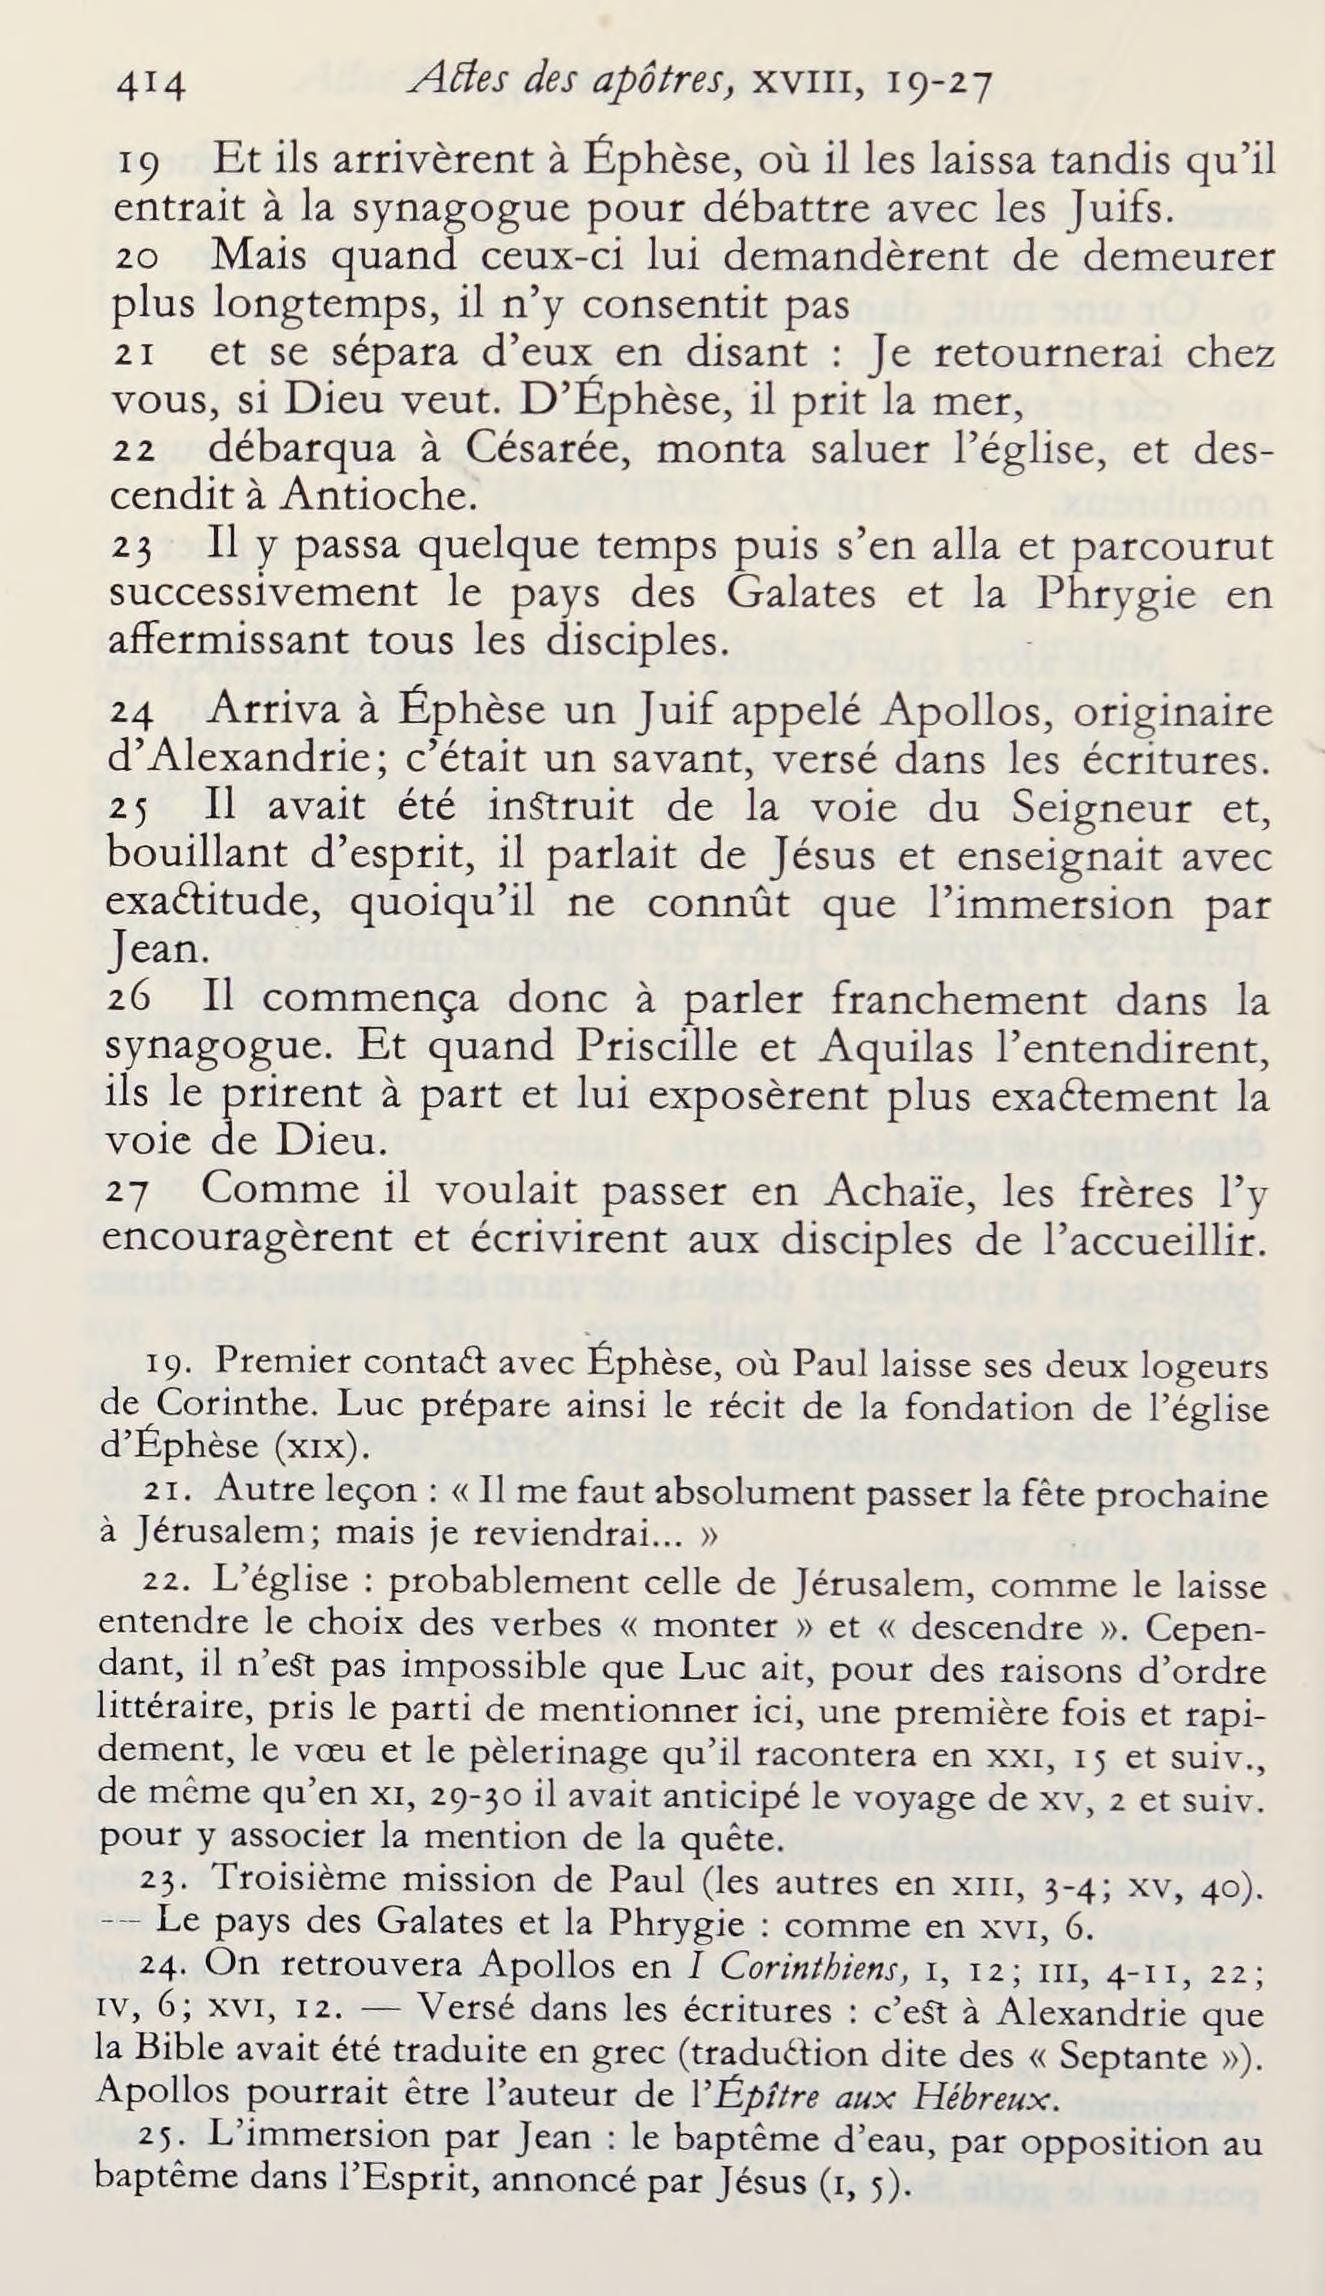 414 Actes des apôtres, XVIII, 19-27
19 Et ils arrivèrent à Éphèse, où il les laissa tandis qu’il
entrait à la synagogue pour débattre avec les Juifs.
20 Mais quand ceux-ci lui demandèrent de demeurer
plus longtemps, il n’y consentit pas
21 et se sépara d’eux en disant : Je retournerai chez
vous, si Dieu veut. D’Éphèse, il prit la mer,
22 débarqua à Césarée, monta saluer l’église, et des-
cendit à Antioche.
23 Il y passa quelque temps puis s’en alla et parcourut
successivement le pays des Galates et la Phrygie en
affermissant tous les disciples.
24 Arriva à Éphèse un Juif appelé Apollos, originaire
d’Alexandrie; c’était un savant, versé dans les écritures.
25 Il avait été instruit de la voie du Seigneur et,
bouillant d’esprit, il parlait de Jésus et enseignait avec
exactitude, quoiqu’il ne connût que l’immersion par
Jean.
26 Il commença donc à parler franchement dans la
synagogue. Et quand Priscille et Aquilas l’entendirent,
ils le prirent à part et lui exposèrent plus exactement la
voie de Dieu.
27 Comme il voulait passer en Achaïe, les frères l’y
encouragèrent et écrivirent aux disciples de l’accueillir.
19. Premier contact avec Éphèse, où Paul laisse ses deux logeurs
de Corinthe. Luc prépare ainsi le récit de la fondation de l’église
d’Éphèse (XIX).
21. Autre leçon : « Il me faut absolument passer la fête prochaine
à Jérusalem; mais je reviendrai... »
22. L’église : probablement celle de Jérusalem, comme le laisse
entendre le choix des verbes « monter » et « descendre ». Cepen-
dant, il n’est pas impossible que Luc ait, pour des raisons d’ordre
littéraire, pris le parti de mentionner ici, une première fois et rapi-
dement, le vœu et le pèlerinage qu’il racontera en XXI, 15 et suiv.,
de même qu’en XI, 29-30 il avait anticipé le voyage de XV, 2 et suiv.
pour y associer la mention de la quête.
23. Troisième mission de Paul (les autres en XIII, 3-4; XV, 40).
— Le pays des Galates et la Phrygie : comme en XVI, 6.
24. On retrouvera Apollos en I Corinthiens, I, 12; III, 4-11, 22;
IV, 6; XVI, 12. — Versé dans les écritures : c’est à Alexandrie que
la Bible avait été traduite en grec (traduction dite des « Septante »).
Apollos pourrait être l’auteur de l’Épître aux Hébreux.
25. L’immersion par Jean : le baptême d’eau, par opposition au
baptême dans l’Esprit, annoncé par Jésus (I, 5).